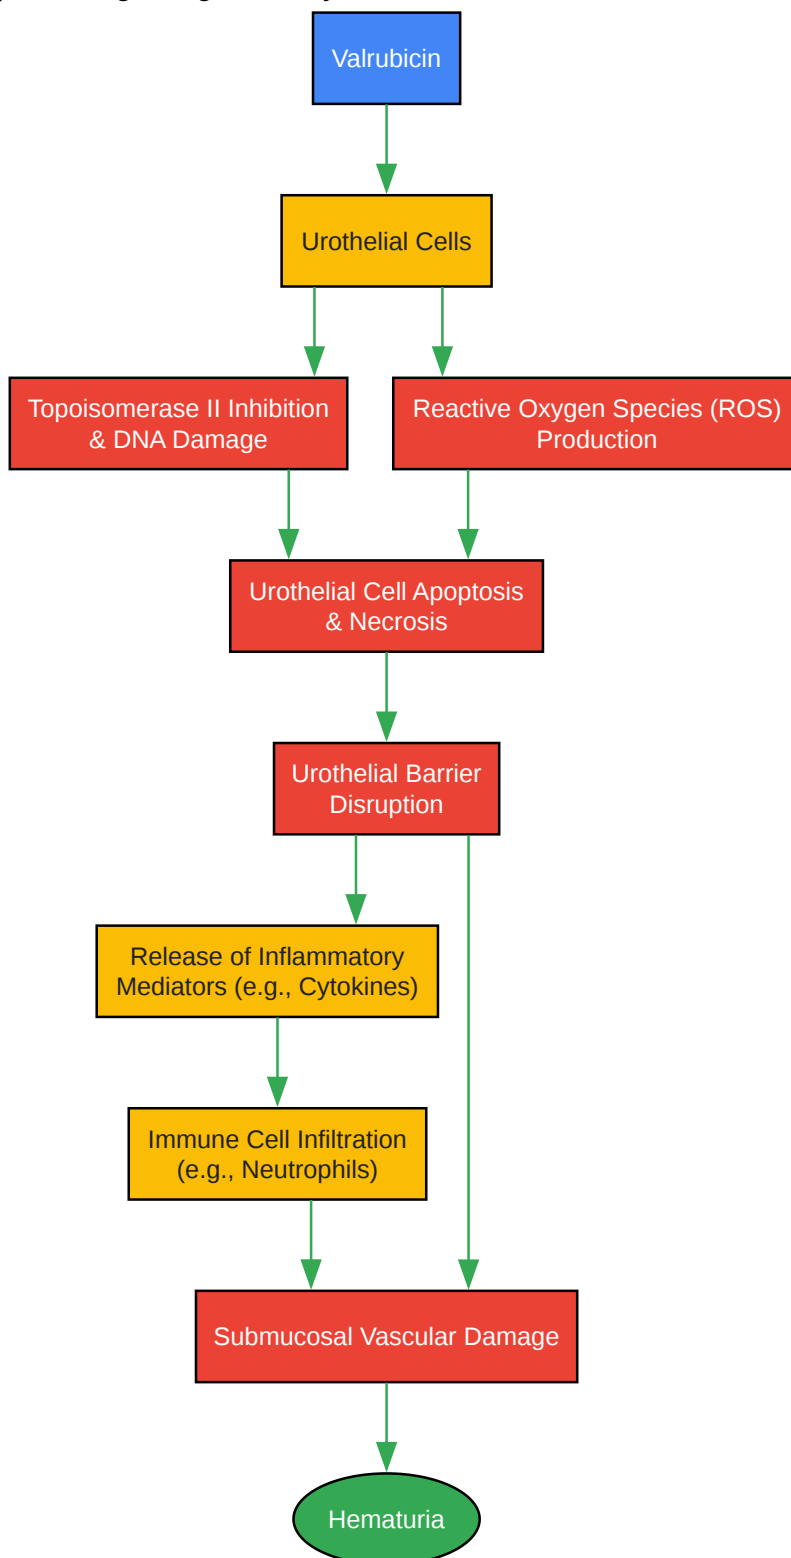 Valrubicin
Urothelial Cells
Topoisomerase II Inhibition
& DNA Damage
Reactive Oxygen Species (ROS)
Production
Urothelial Cell Apoptosis
& Necrosis
Urothelial Barrier
Disruption
Release of Inflammatory
Mediators (e.g., Cytokines)
Immune Cell Infiltration
(e.g., Neutrophils)
Submucosal Vascular Damage
Hematuria